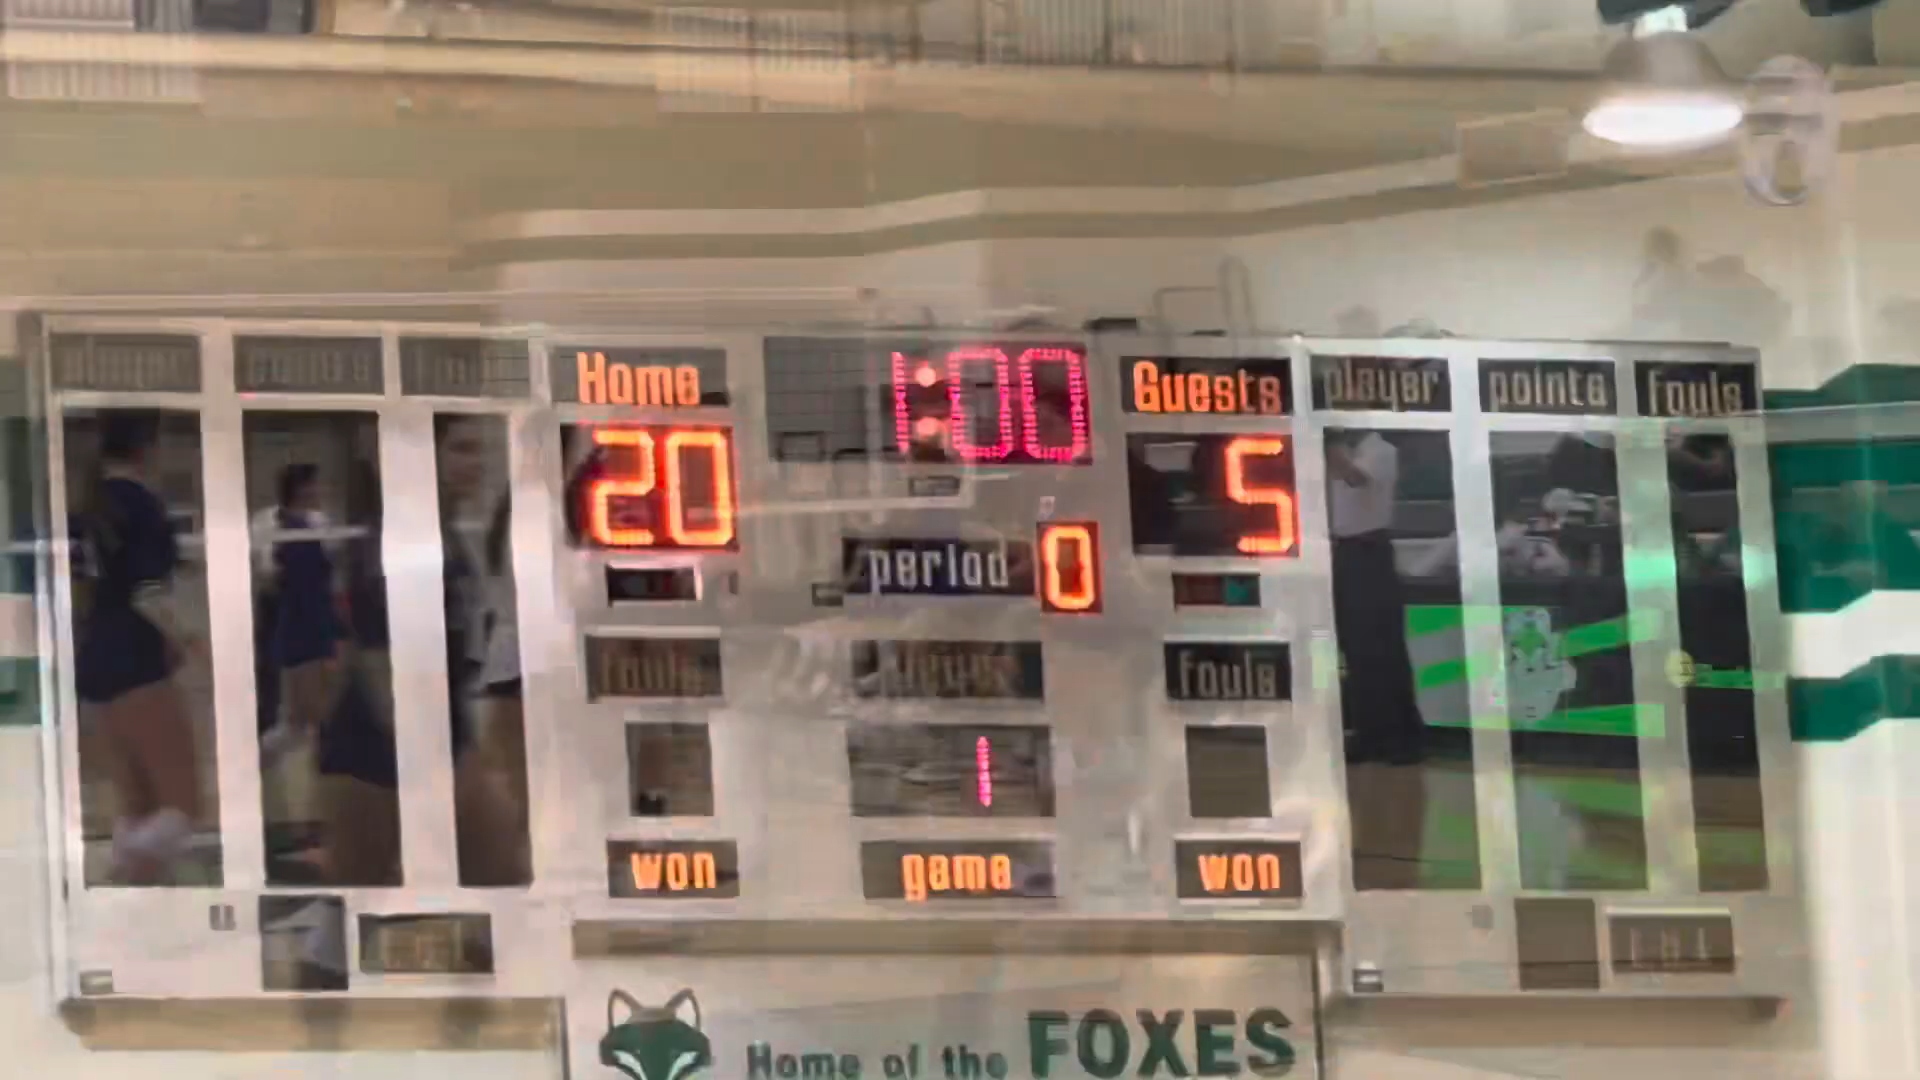 Home
1:00
Guests
player
points
fouls
20
5
period
0
fouls
fouls
1
won
game
won
Home of the FOXES